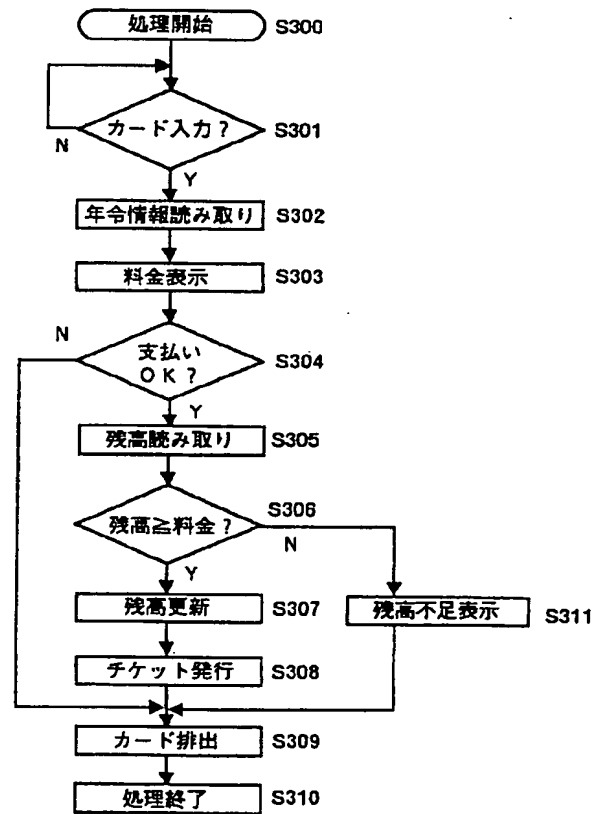 処理開始 S300
カード入力? S301
N
Y
年令情報読み取り S302
料金表示 S303
N
支払い
OK? S304
Y
残高読み取り S305
残高≧料金? S306
N
Y
残高更新 S307
残高不足表示 S311
チケット発行 S308
カード排出 S309
処理終了 S310